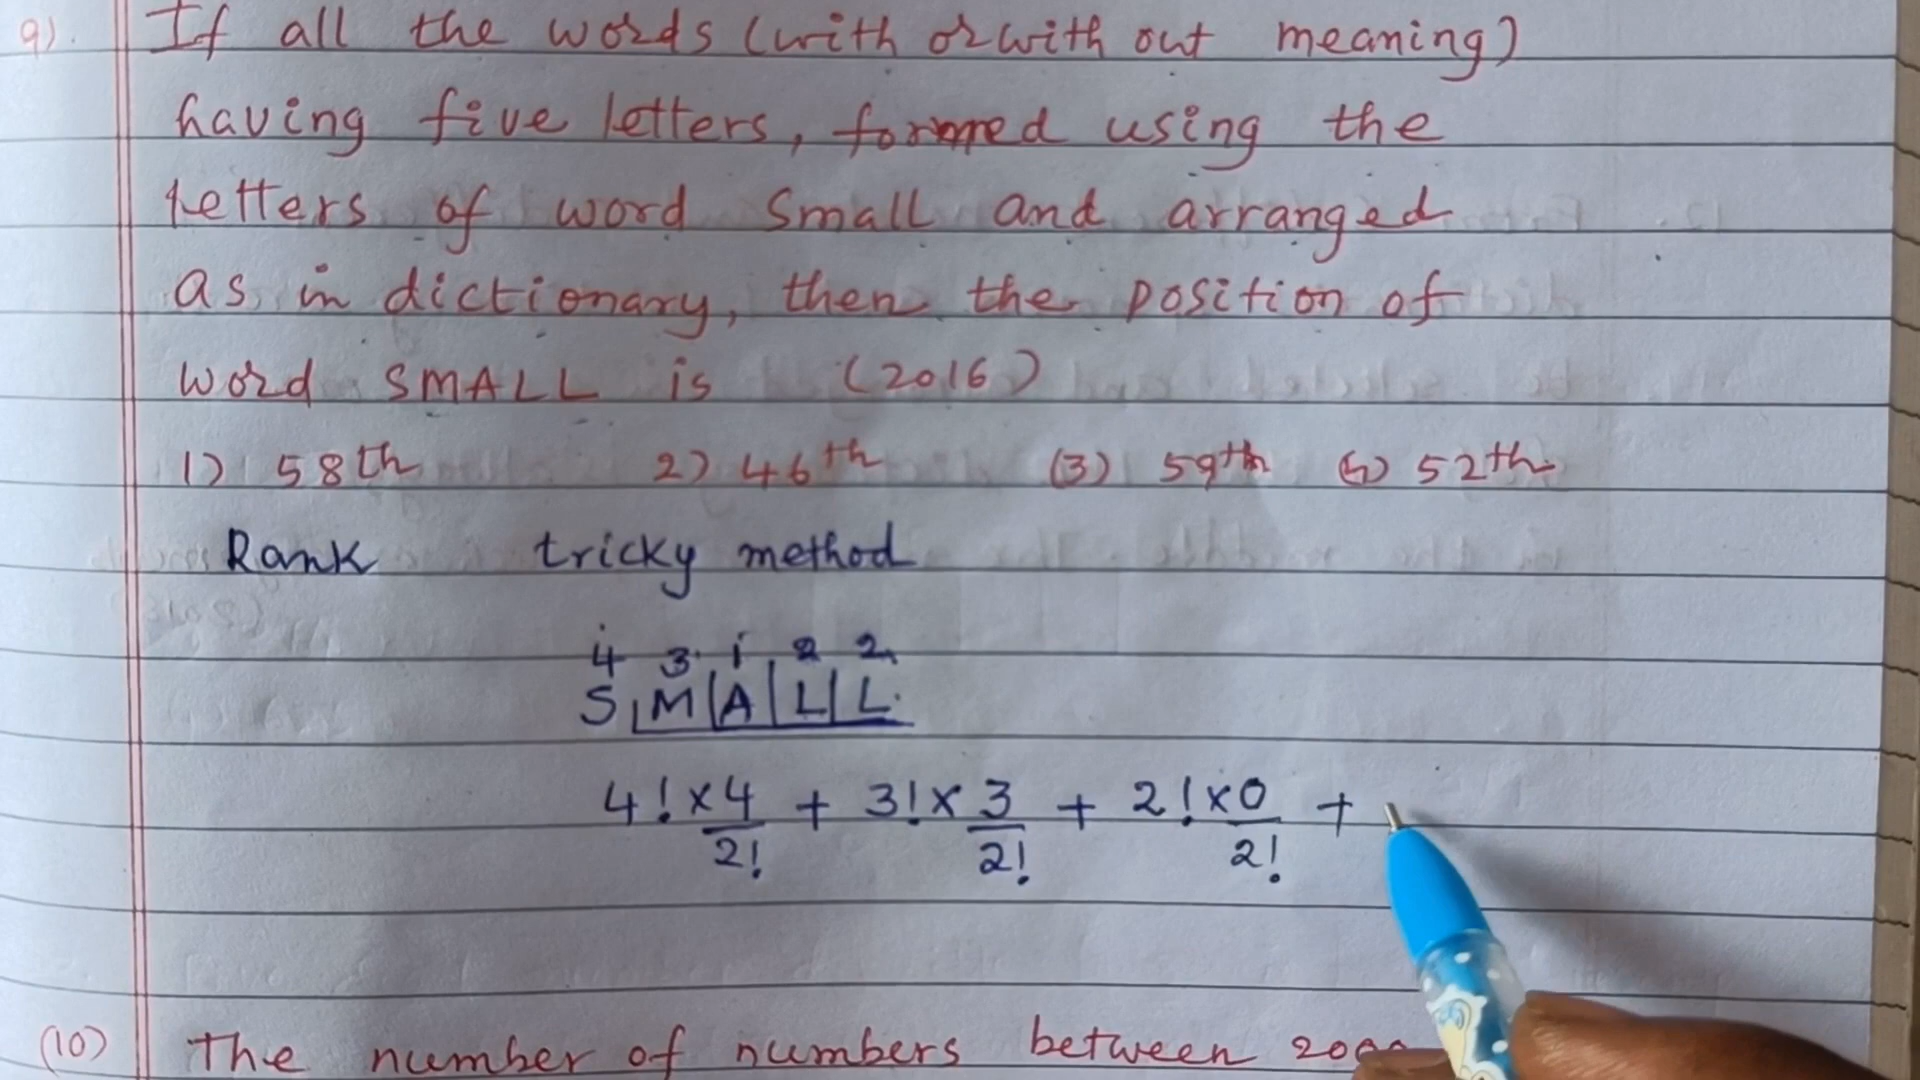 9). If all the words (with or with out meaning)
having five letters, formed using the
letters of word Small and arranged
as in dictionary, then the position of
word SMALL is (2016)
1) 58th 2) 46th (3) 59th (4) 52th
Rank tricky method
4 3 1 2 2
S M A L L
4! × 4/2! + 3! × 3/2! + 2! × 0/2! +
(10) The number of numbers between